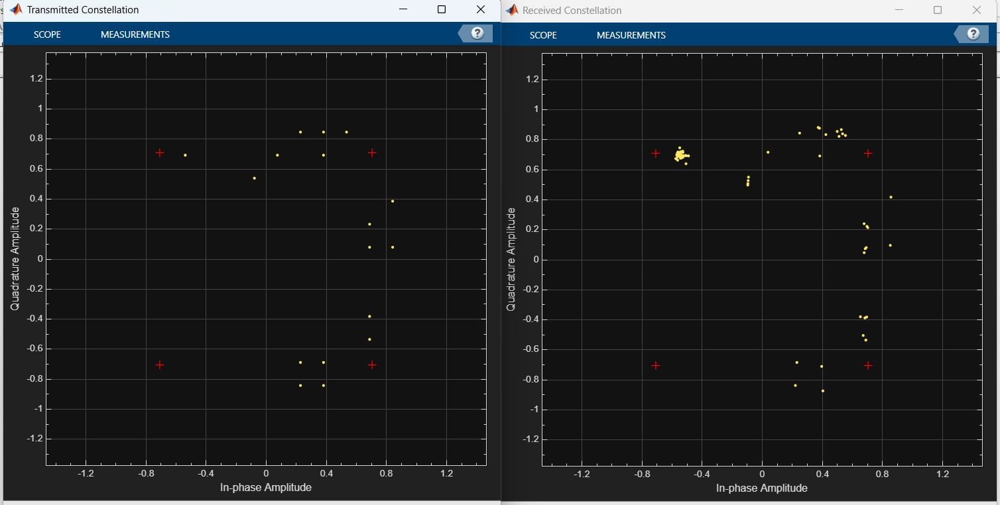 Transmitted Constellation
SCOPE MEASUREMENTS ?
1.2
1
0.8
0.6
0.4
0.2
0
-0.2
-0.4
-0.6
-0.8
-1
-1.2
Quadrature Amplitude
-1.2 -0.8 -0.4 0 0.4 0.8 1.2
In-phase Amplitude
Received Constellation
SCOPE MEASUREMENTS ?
1.2
1
0.8
0.6
0.4
0.2
0
-0.2
-0.4
-0.6
-0.8
-1
-1.2
Quadrature Amplitude
-1.2 -0.8 -0.4 0 0.4 0.8 1.2
In-phase Amplitude